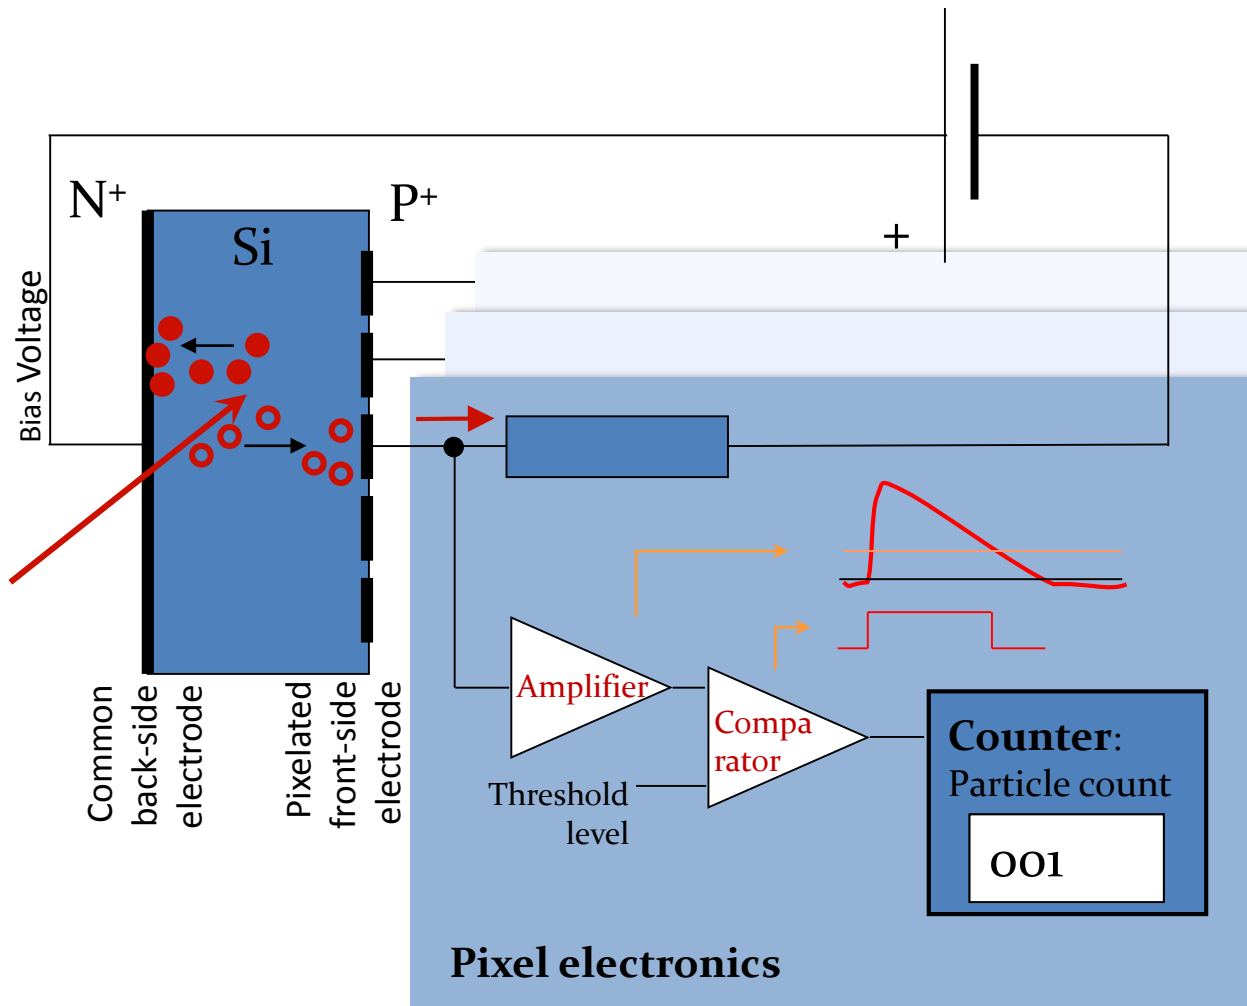 N⁺
P⁺
Si
+
Bias Voltage
Common
back-side
electrode
Pixelated
front-side
electrode
Amplifier
Compa
rator
Threshold
level
Counter:
Particle count
001
Pixel electronics